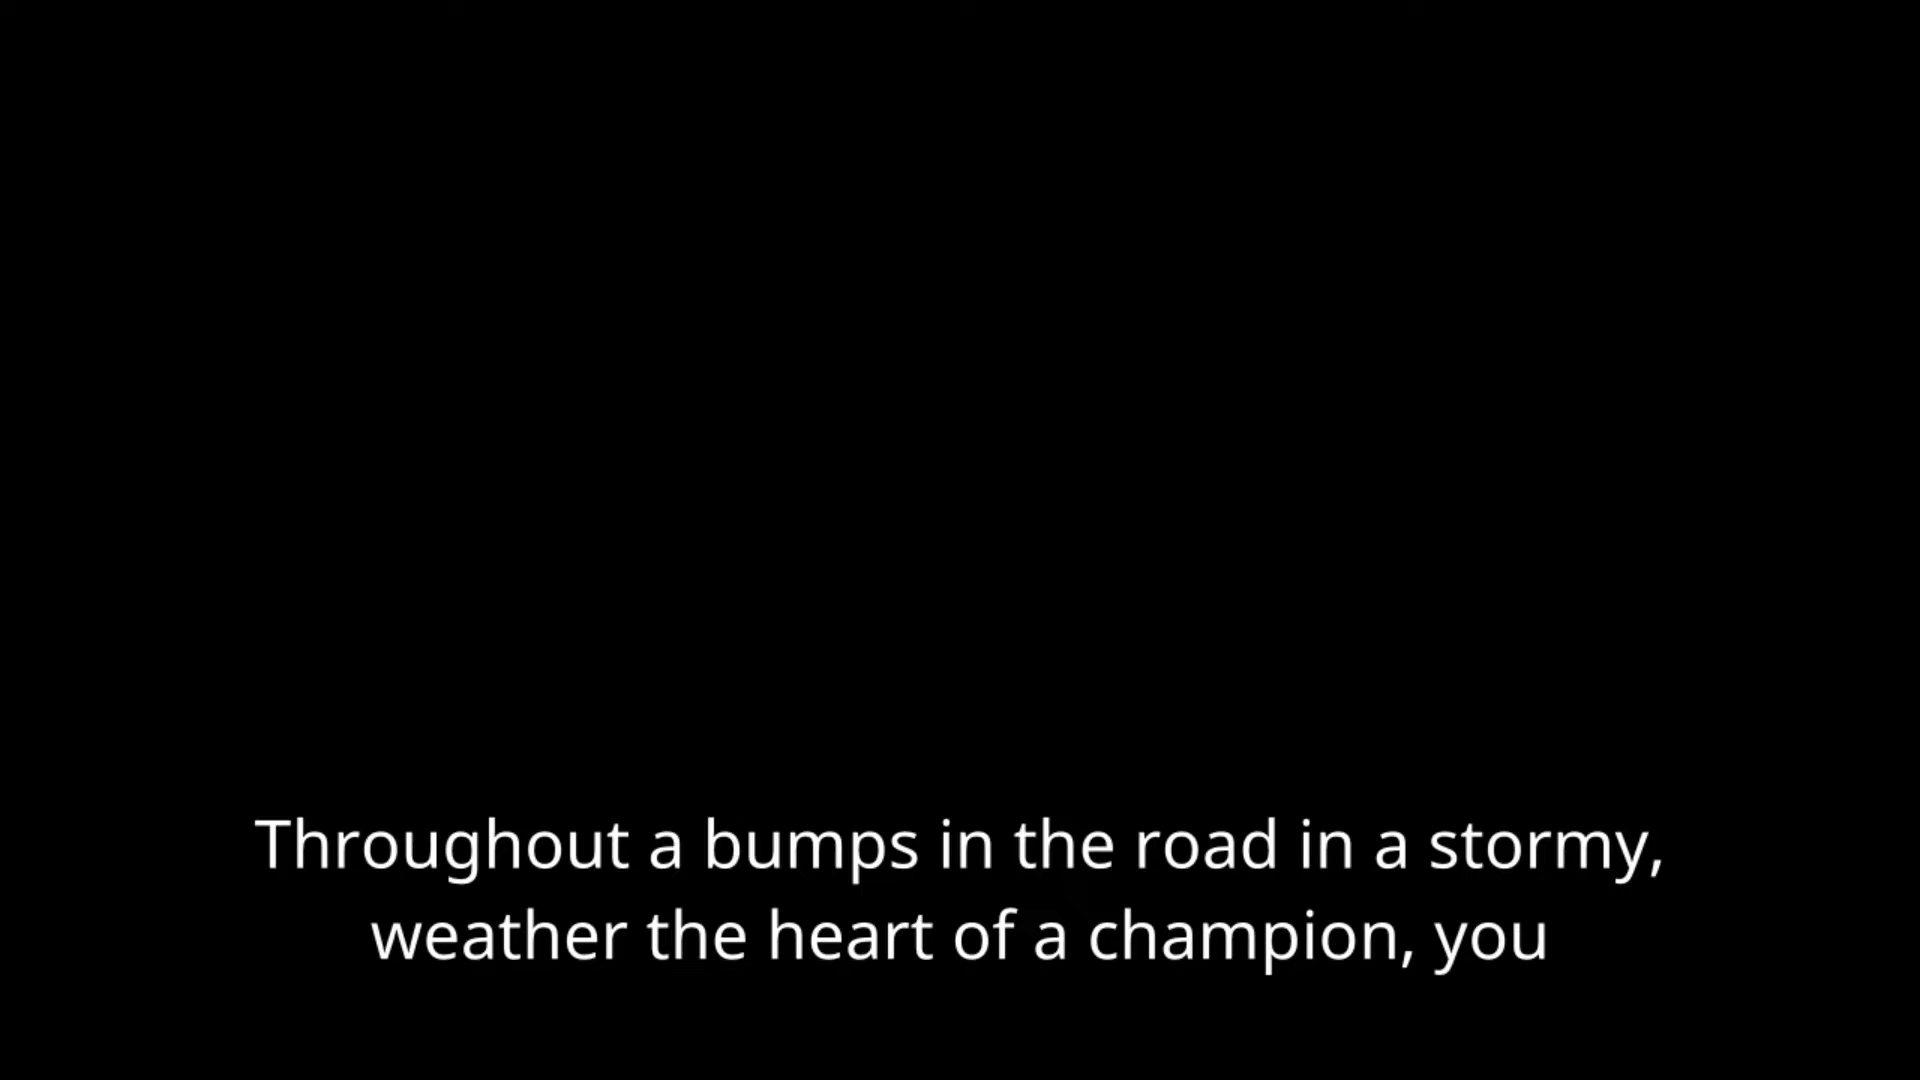 Throughout a bumps in the road in a stormy,
weather the heart of a champion, you